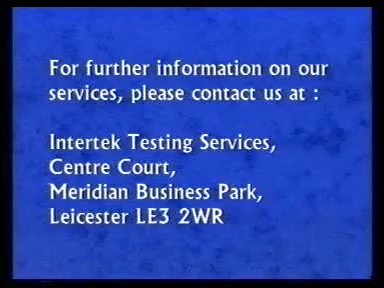 For further information on our
services, please contact us at :
Intertek Testing Services,
Centre Court,
Meridian Business Park,
Leicester LE3 2WR